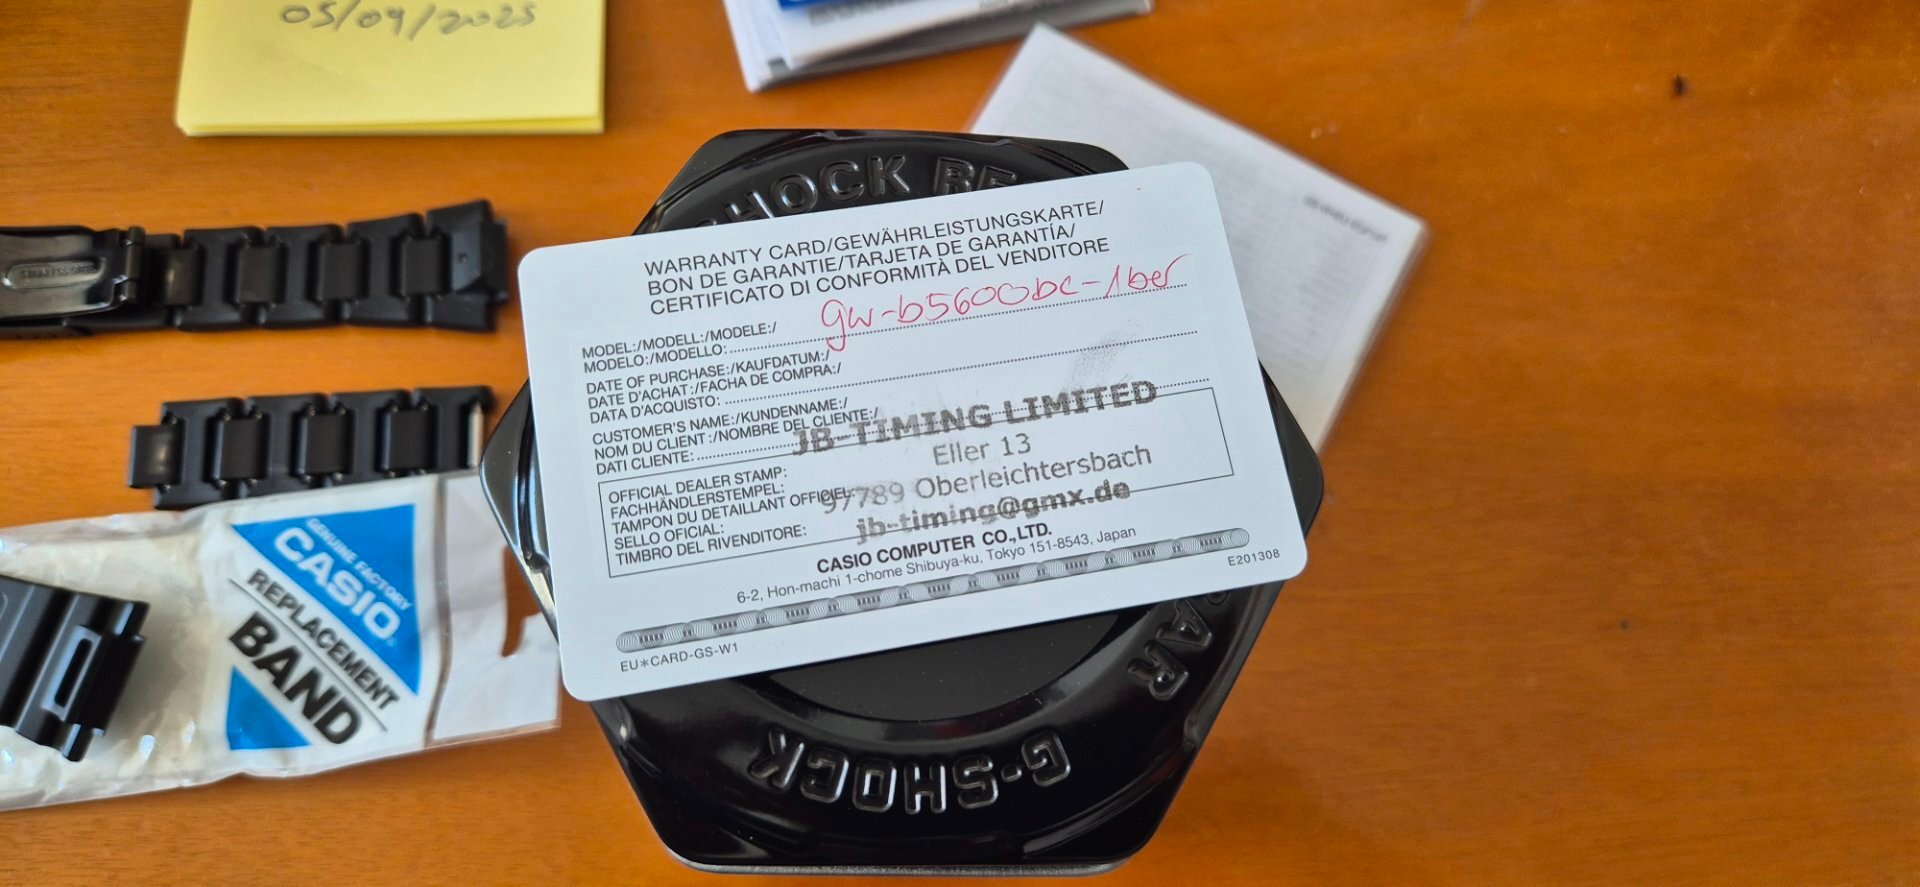 05/09/2025
SHOCK RE
WARRANTY CARD/GEWÄHRLEISTUNGSKARTE/
BON DE GARANTIE/TARJETA DE GARANTÍA/
CERTIFICATO DI CONFORMITÀ DEL VENDITORE
MODEL:/MODELL:/MODELE:/
MODELO:/MODELLO: gw-b5600bc-1ber
DATE OF PURCHASE:/KAUFDATUM:/
DATE D'ACHAT:/FACHA DE COMPRA:/
DATA D'ACQUISTO:
CUSTOMER'S NAME:/KUNDENNAME:/
NOM DU CLIENT:/NOMBRE DEL CLIENTE:/
DATI CLIENTE:
JB-TIMING LIMITED
Eller 13
97789 Oberleichtersbach
jb-timing@gmx.de
OFFICIAL DEALER STAMP:
FACHHÄNDLERSTEMPEL:
TAMPON DU DETAILLANT OFFICIEL:
SELLO OFICIAL:
TIMBRO DEL RIVENDITORE:
CASIO COMPUTER CO.,LTD.
6-2, Hon-machi 1-chome Shibuya-ku, Tokyo 151-8543, Japan
E201308
EU*CARD-GS-W1
GENUINE FACTORY
CASIO
REPLACEMENT
BAND
G-SHOCK